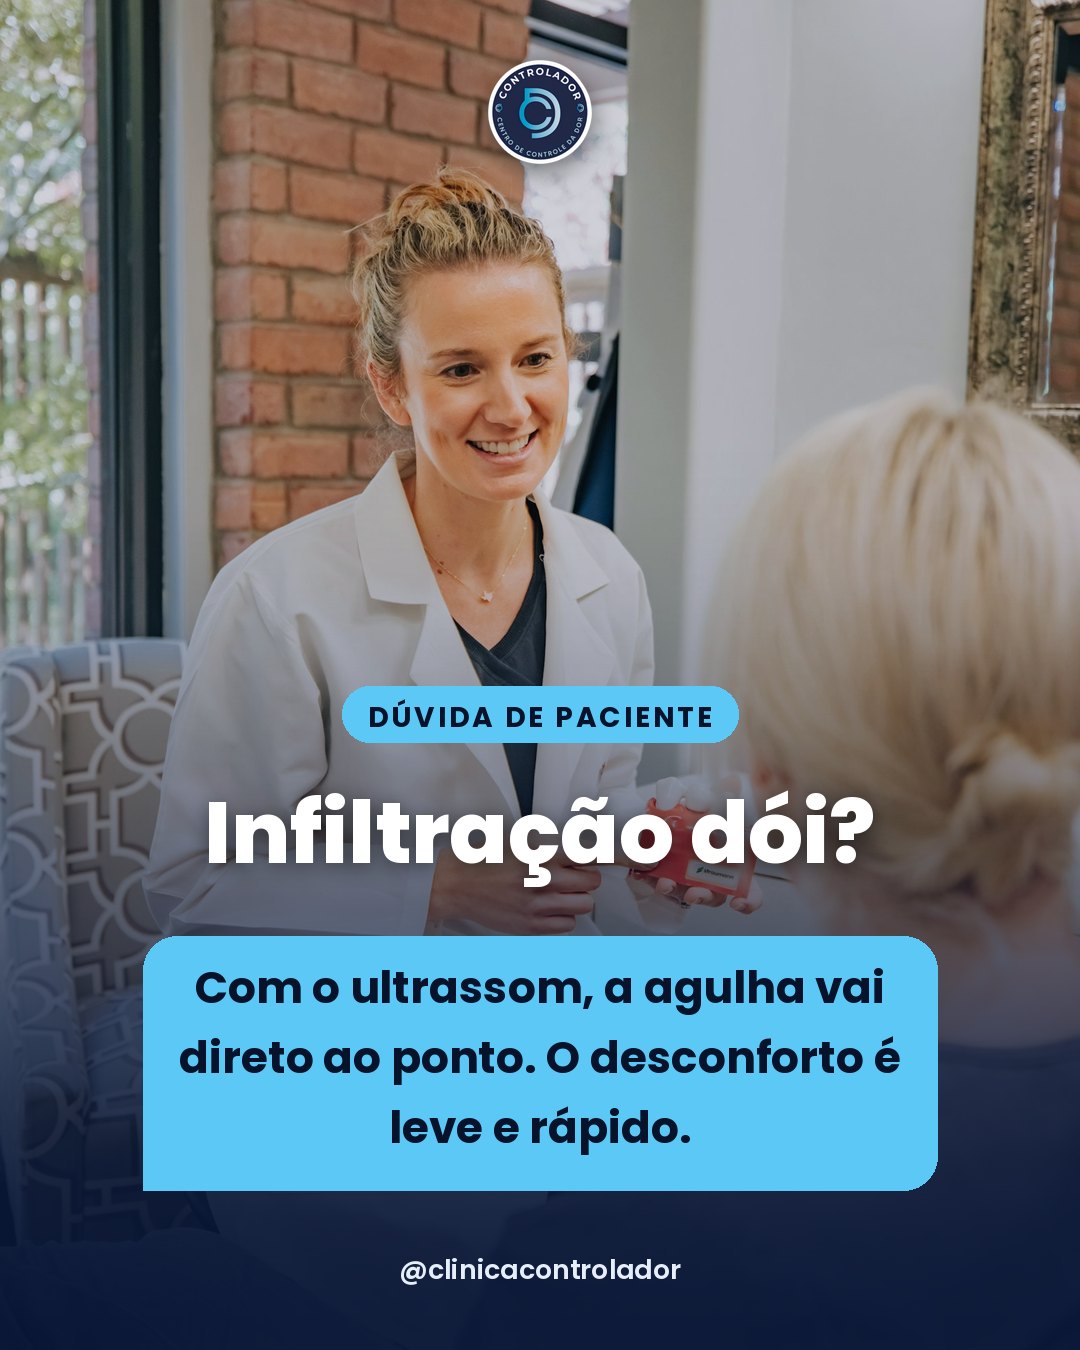 CONTROLADOR
CENTRO DE CONTROLE DA DOR
DÚVIDA DE PACIENTE
Infiltração dói?
straumann
Com o ultrassom, a agulha vai
direto ao ponto. O desconforto é
leve e rápido.
@clinicacontrolador